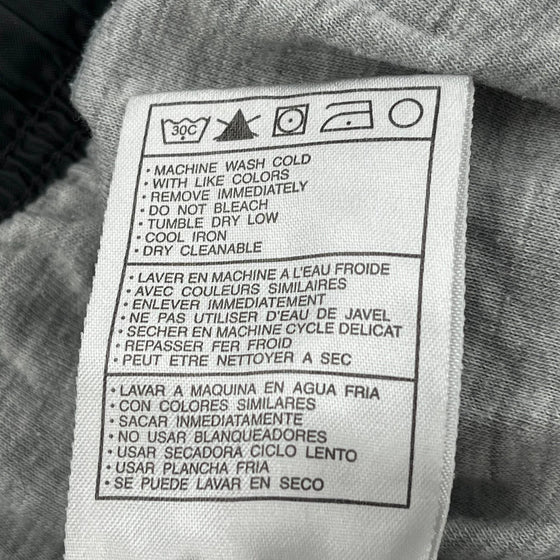 30C
• MACHINE WASH COLD
• WITH LIKE COLORS
• REMOVE IMMEDIATELY
• DO NOT BLEACH
• TUMBLE DRY LOW
• COOL IRON
• DRY CLEANABLE
• LAVER EN MACHINE A L'EAU FROIDE
• AVEC COULEURS SIMILAIRES
• ENLEVER IMMEDIATEMENT
• NE PAS UTILISER D'EAU DE JAVEL
• SECHER EN MACHINE CYCLE DELICAT
• REPASSER FER FROID
• PEUT ETRE NETTOYER A SEC
• LAVAR A MAQUINA EN AGUA FRIA
• CON COLORES SIMILARES
• SACAR INMEDIATAMENTE
• NO USAR BLANQUEADORES
• USAR SECADORA CICLO LENTO
• USAR PLANCHA FRIA
• SE PUEDE LAVAR EN SECO